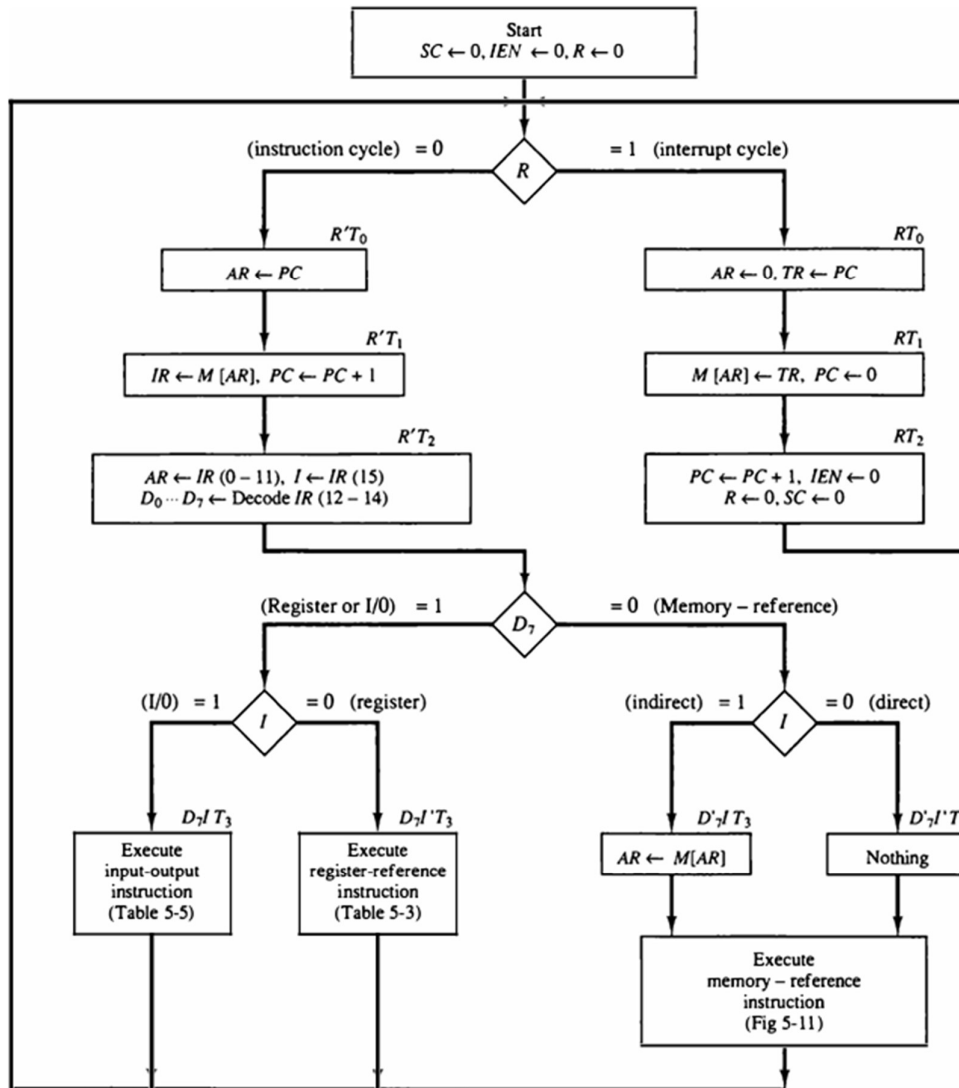 Start
SC ← 0, IEN ← 0, R ← 0
(instruction cycle) = 0
R
= 1 (interrupt cycle)
R'T₀
AR ← PC
RT₀
AR ← 0, TR ← PC
R'T₁
IR ← M [AR], PC ← PC + 1
RT₁
M [AR] ← TR, PC ← 0
R'T₂
AR ← IR (0 – 11), I ← IR (15)
D₀ ··· D₇ ← Decode IR (12 – 14)
RT₂
PC ← PC + 1, IEN ← 0
R ← 0, SC ← 0
(Register or I/0) = 1
D₇
= 0 (Memory – reference)
(I/0) = 1
I
= 0 (register)
(indirect) = 1
I
= 0 (direct)
D₇I T₃
Execute
input-output
instruction
(Table 5-5)
D₇I'T₃
Execute
register-reference
instruction
(Table 5-3)
D'₇I T₃
AR ← M[AR]
D'₇I'T
Nothing
Execute
memory – reference
instruction
(Fig 5-11)